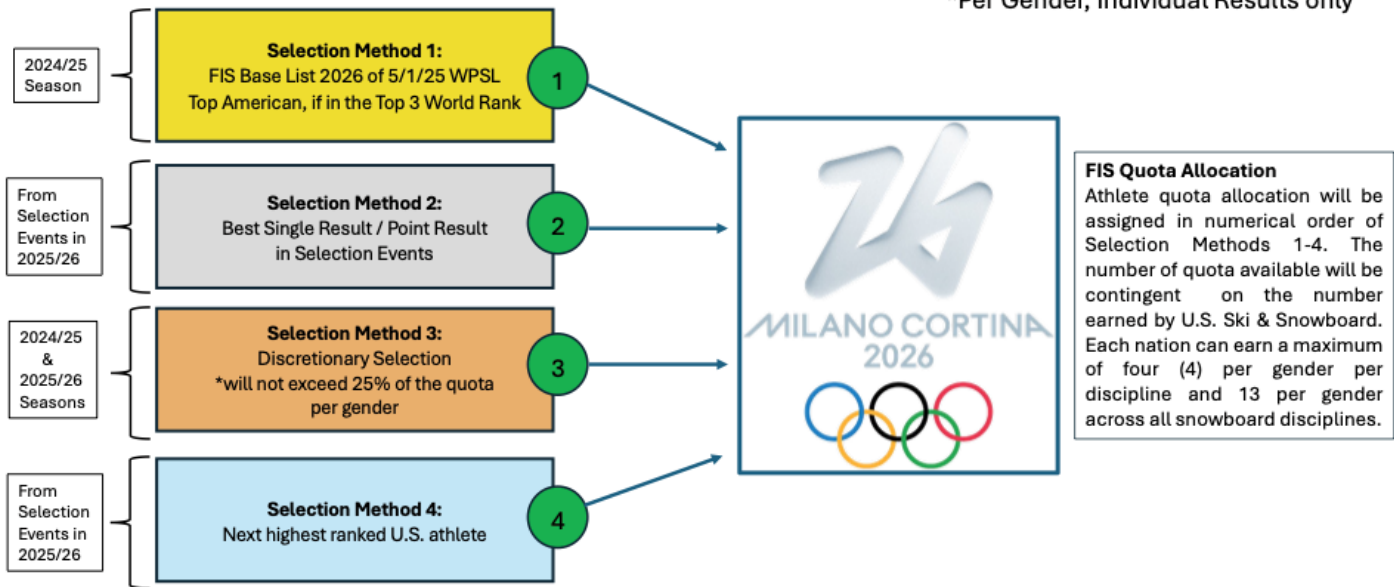 *Per Gender, Individual Results only
2024/25
Season
Selection Method 1:
FIS Base List 2026 of 5/1/25 WPSL
Top American, if in the Top 3 World Rank
1
From
Selection
Events in
2025/26
Selection Method 2:
Best Single Result / Point Result
in Selection Events
2
2024/25
&
2025/26
Seasons
Selection Method 3:
Discretionary Selection
*will not exceed 25% of the quota
per gender
3
From
Selection
Events in
2025/26
Selection Method 4:
Next highest ranked U.S. athlete
4
26
MILANO CORTINA
2026
FIS Quota Allocation
Athlete quota allocation will be
assigned in numerical order of
Selection Methods 1-4. The
number of quota available will be
contingent on the number
earned by U.S. Ski & Snowboard.
Each nation can earn a maximum
of four (4) per gender per
discipline and 13 per gender
across all snowboard disciplines.